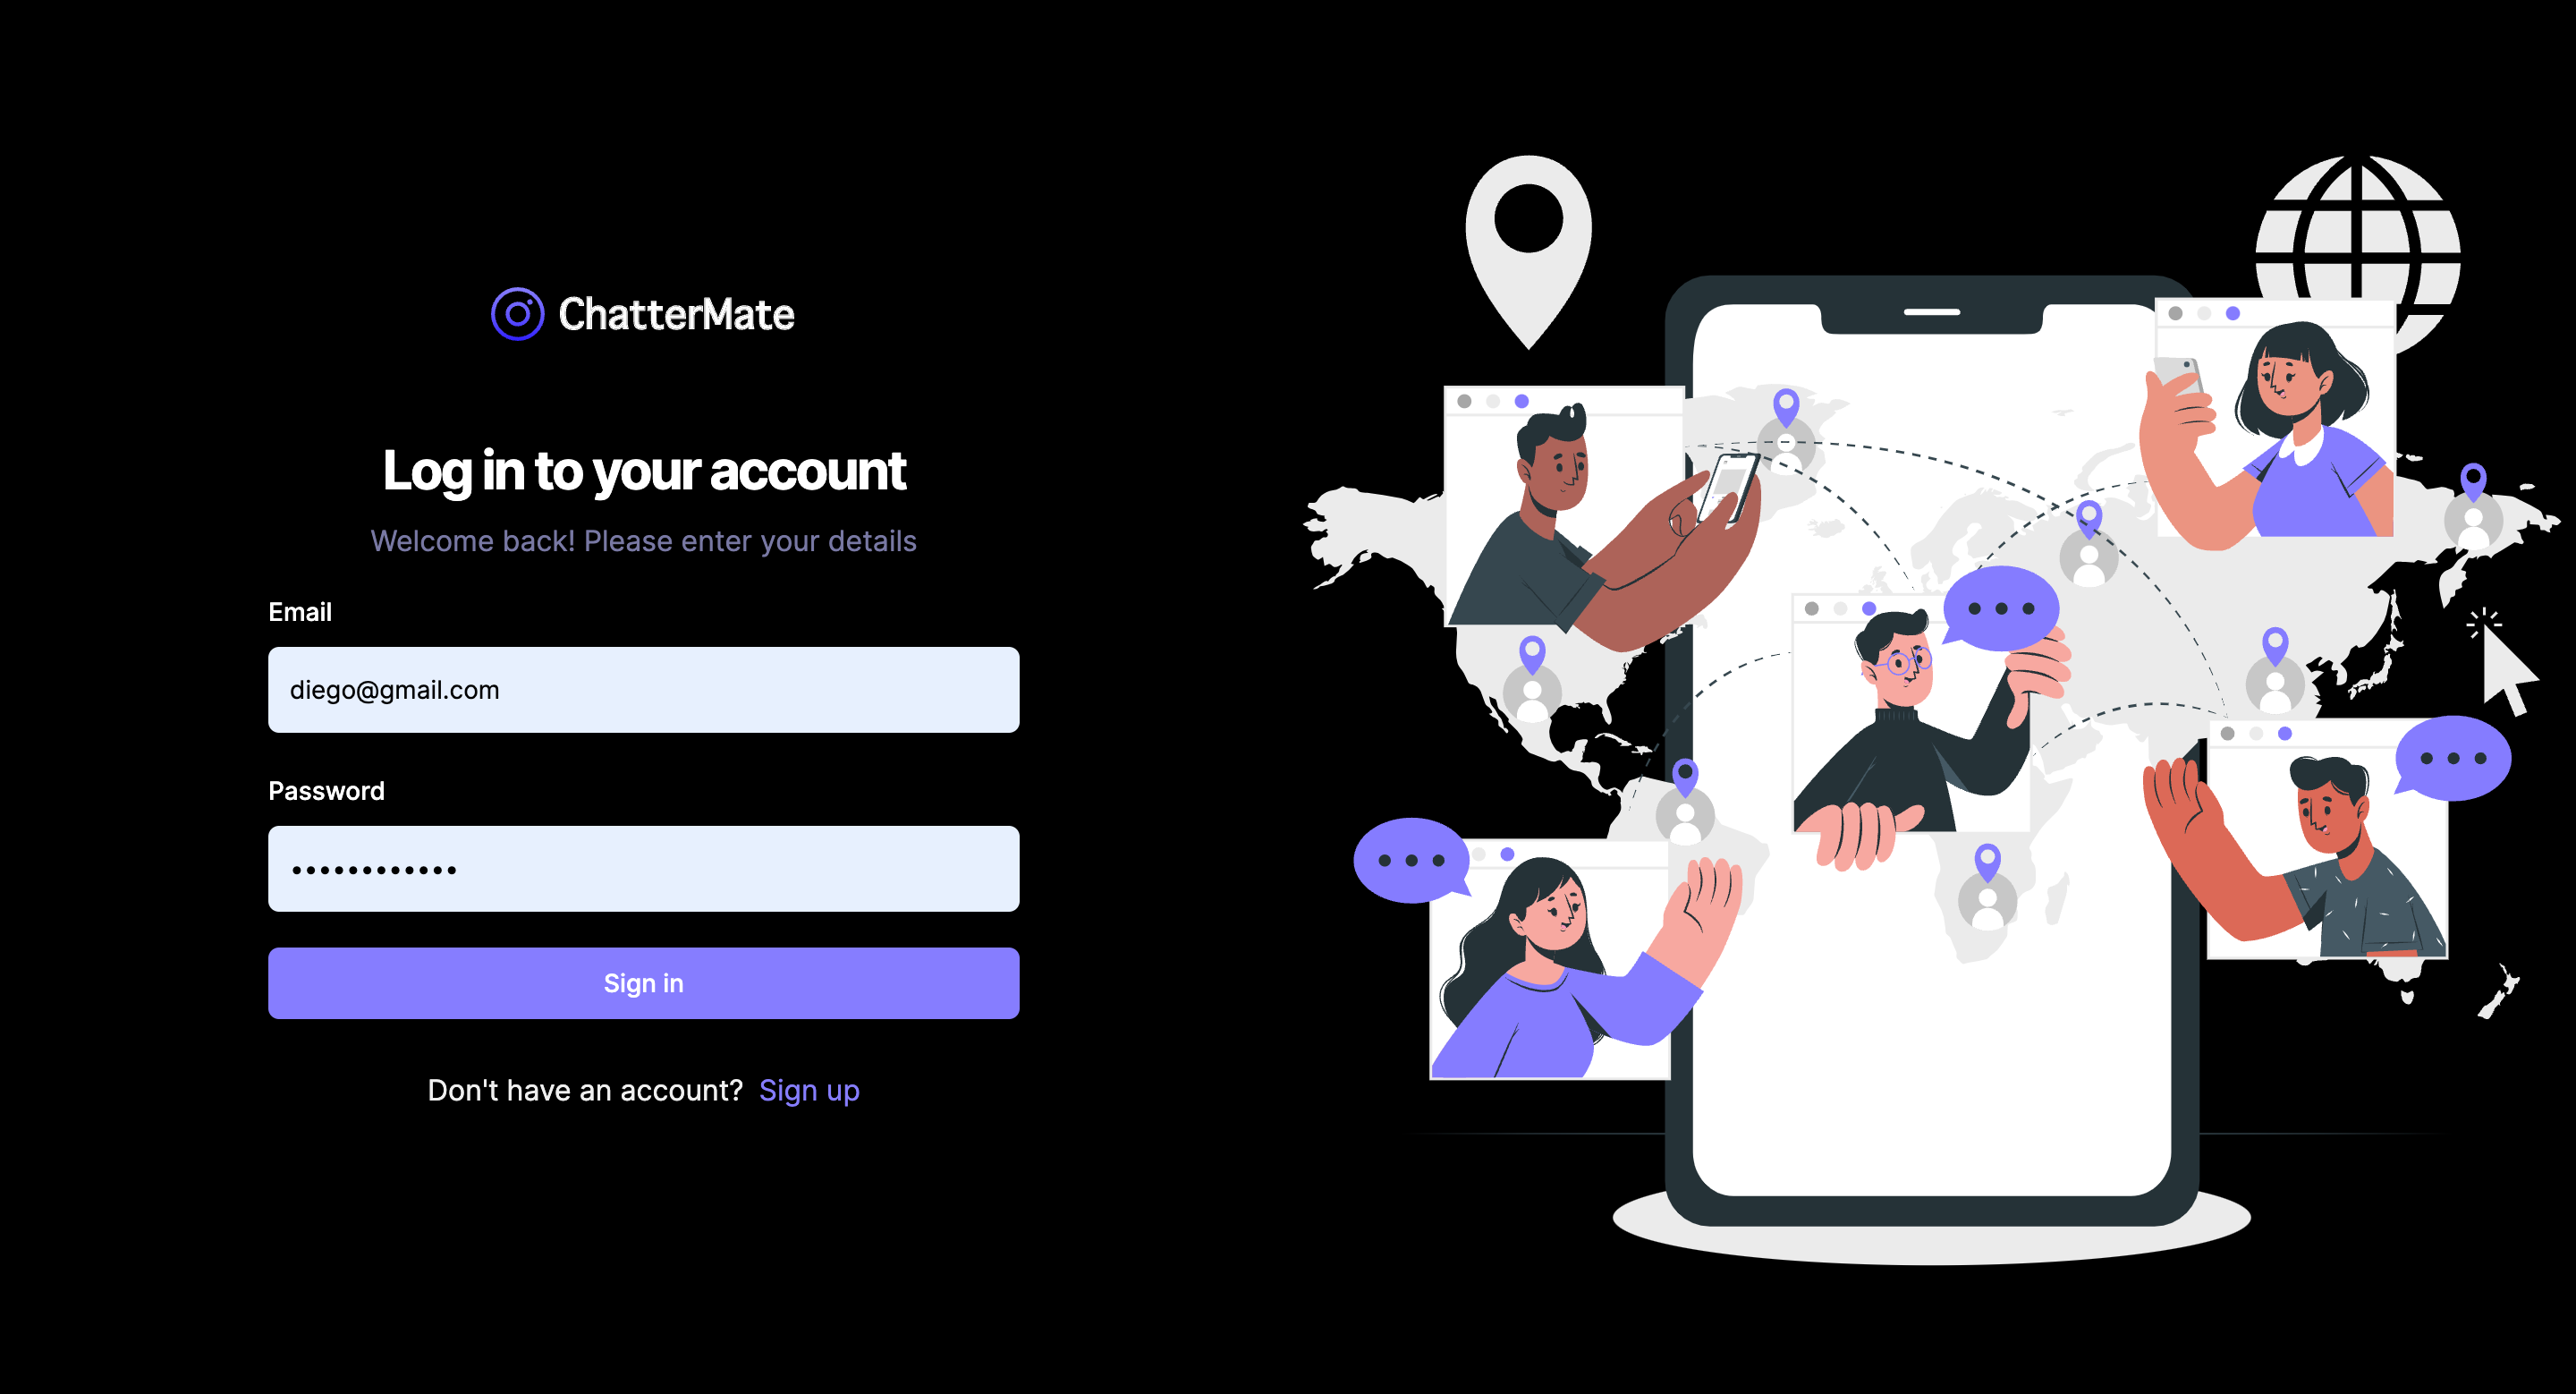 ChatterMate
Log in to your account
Welcome back! Please enter your details
Email
diego@gmail.com
Password
••••••••••••
Sign in
Don't have an account? Sign up